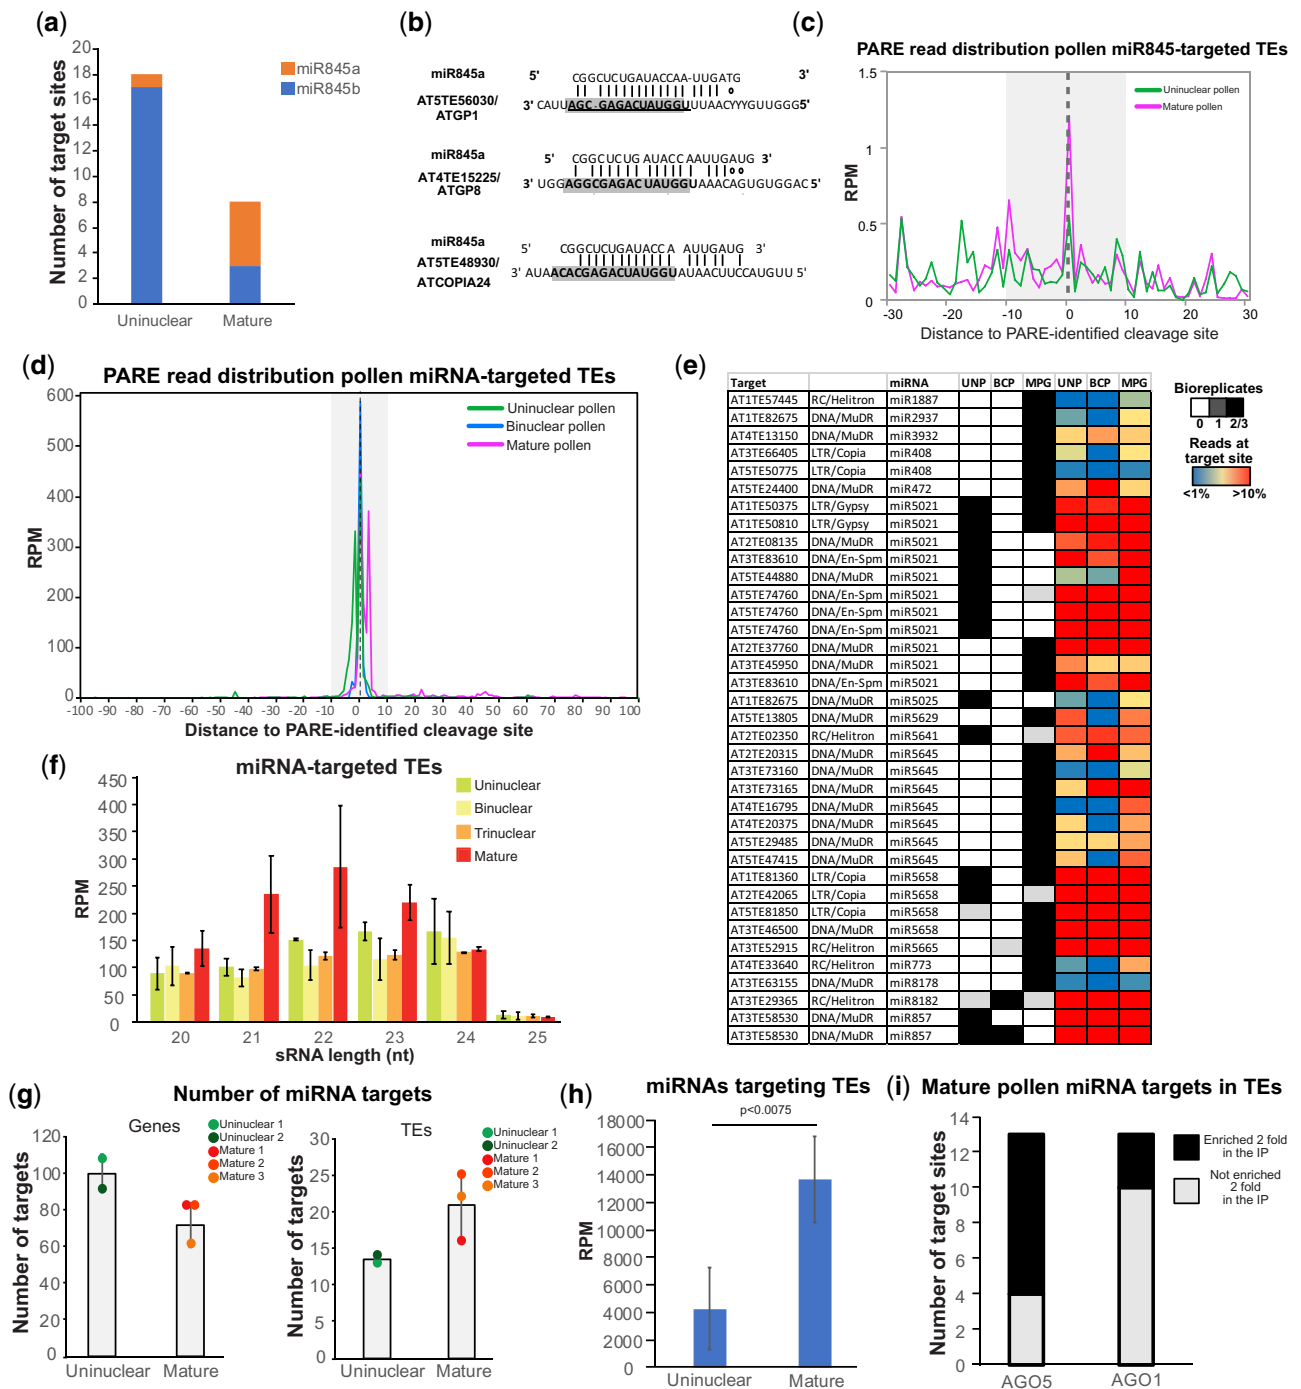 (a)
20
18
16
14
12
10
8
6
4
2
0
Number of target sites
Uninuclear Mature
miR845a
miR845b
(b)
miR845a 5' CGGCUCUGAUACCAA-UUGAUG 3'
AT5TE56030/
ATGP1
3' CAUUAGC-GAGACUAUGGUUUAACYYGUUGGG5'
miR845a 5' CGGCUCUG AUACC AAUUGAUG 3'
AT4TE15225/
ATGP8
3' UGGAGGCGAGACUAUGGUAAACAGUGUGGAC5'
miR845a 5' CGGCUCUGAUACC A AUUGAUG 3'
AT5TE48930/
ATCOPIA24
3' AUAACACGAGACUAUGGUAUAACUUCCAUGUU 5'
(c)
PARE read distribution pollen miR845-targeted TEs
Uninuclear pollen
Mature pollen
1.5
1
0.5
0
RPM
-30 -20 -10 0 10 20 30
Distance to PARE-identified cleavage site
(d)
PARE read distribution pollen miRNA-targeted TEs
Uninuclear pollen
Binuclear pollen
Mature pollen
600
500
400
300
200
100
0
RPM
-100 -90 -80 -70 -60 -50 -40 -30 -20 -10 0 10 20 30 40 50 60 70 80 90 100
Distance to PARE-identified cleavage site
(e)
Target miRNA UNP BCP MPG UNP BCP MPG
AT1TE57445 RC/Helitron miR1887
AT1TE82675 DNA/MuDR miR2937
AT4TE13150 DNA/MuDR miR3932
AT3TE66405 LTR/Copia miR408
AT5TE50775 LTR/Copia miR408
AT5TE24400 DNA/MuDR miR472
AT1TE50375 LTR/Gypsy miR5021
AT1TE50810 LTR/Gypsy miR5021
AT2TE08135 DNA/MuDR miR5021
AT3TE83610 DNA/En-Spm miR5021
AT5TE44880 DNA/MuDR miR5021
AT5TE74760 DNA/En-Spm miR5021
AT5TE74760 DNA/En-Spm miR5021
AT5TE74760 DNA/En-Spm miR5021
AT2TE37760 DNA/MuDR miR5021
AT3TE45950 DNA/MuDR miR5021
AT3TE83610 DNA/En-Spm miR5021
AT1TE82675 DNA/MuDR miR5025
AT5TE13805 DNA/MuDR miR5629
AT2TE02350 RC/Helitron miR5641
AT2TE20315 DNA/MuDR miR5645
AT3TE73160 DNA/MuDR miR5645
AT3TE73165 DNA/MuDR miR5645
AT4TE16795 DNA/MuDR miR5645
AT4TE20375 DNA/MuDR miR5645
AT5TE29485 DNA/MuDR miR5645
AT5TE47415 DNA/MuDR miR5645
AT1TE81360 LTR/Copia miR5658
AT2TE42065 LTR/Copia miR5658
AT5TE81850 LTR/Copia miR5658
AT3TE46500 DNA/MuDR miR5658
AT3TE52915 RC/Helitron miR5665
AT4TE33640 RC/Helitron miR773
AT3TE63155 DNA/MuDR miR8178
AT3TE29365 RC/Helitron miR8182
AT3TE58530 DNA/MuDR miR857
AT3TE58530 DNA/MuDR miR857
Bioreplicates
0 1 2/3
Reads at
target site
<1% >10%
(f)
miRNA-targeted TEs
Uninuclear
Binuclear
Trinuclear
Mature
450
400
350
300
250
200
150
100
50
0
RPM
20 21 22 23 24 25
sRNA length (nt)
(g)
Number of miRNA targets
Genes
Uninuclear 1
Uninuclear 2
Mature 1
Mature 2
Mature 3
120
100
80
60
40
20
0
Number of targets
Uninuclear Mature
TEs
Uninuclear 1
Uninuclear 2
Mature 1
Mature 2
Mature 3
30
25
20
15
10
5
0
Number of targets
Uninuclear Mature
(h)
miRNAs targeting TEs
p<0.0075
18000
16000
14000
12000
10000
8000
6000
4000
2000
0
RPM
Uninuclear Mature
(i)
Mature pollen miRNA targets in TEs
14
12
10
8
6
4
2
0
Number of target sites
AGO5 AGO1
Enriched 2 fold
in the IP
Not enriched
2 fold
in the IP